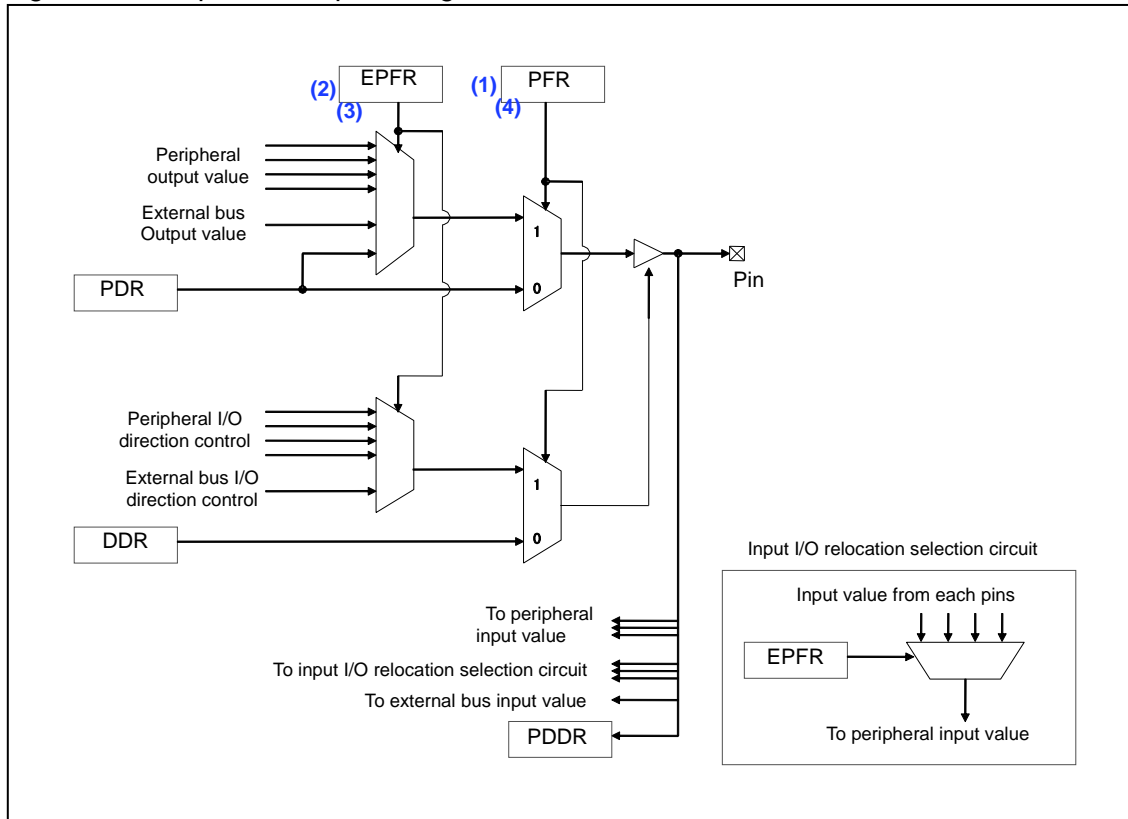 (2)
EPFR
(3)
(1)
PFR
(4)
Peripheral
output value
External bus
Output value
1
PDR
0
Pin
Peripheral I/O
direction control
External bus I/O
direction control
1
DDR
0
Input I/O relocation selection circuit
Input value from each pins
EPFR
To peripheral input value
To peripheral
input value
To input I/O relocation selection circuit
To external bus input value
PDDR